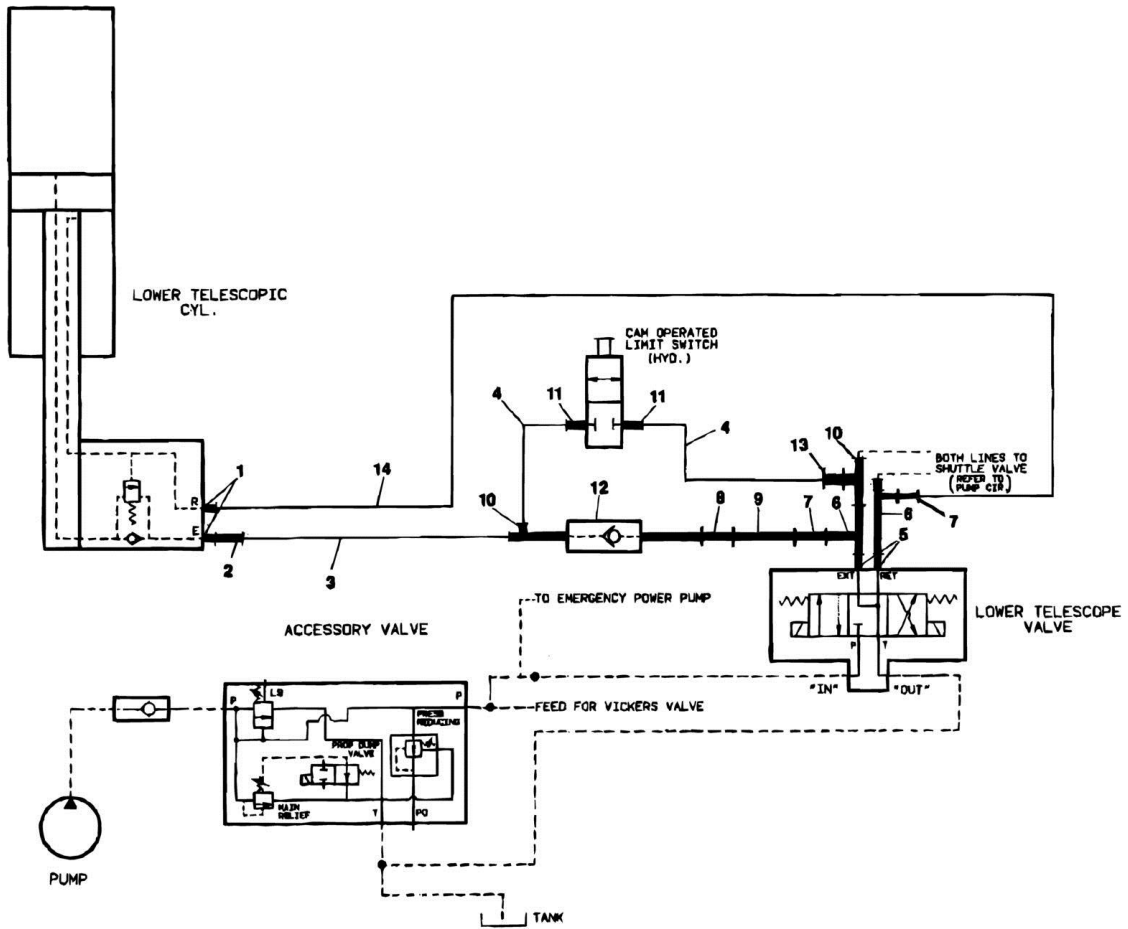 LOWER TELESCOPIC
CYL.
CAM OPERATED
LIMIT SWITCH
(HYD.)
4
11
11
4
10
13
BOTH LINES TO
SHUTTLE VALVE
(REFER TO
PUMP CIR.)
1
14
12
R
10
8
9
7
6
6
7
E
5
2
3
EXT
RET
TO EMERGENCY POWER PUMP
LOWER TELESCOPE
VALVE
ACCESSORY VALVE
P
T
"IN"
"OUT"
LS
P
P
FEED FOR VICKERS VALVE
PRESS
REDUCING
PROP DUMP
VALVE
MAIN
RELIEF
T
PO
PUMP
TANK